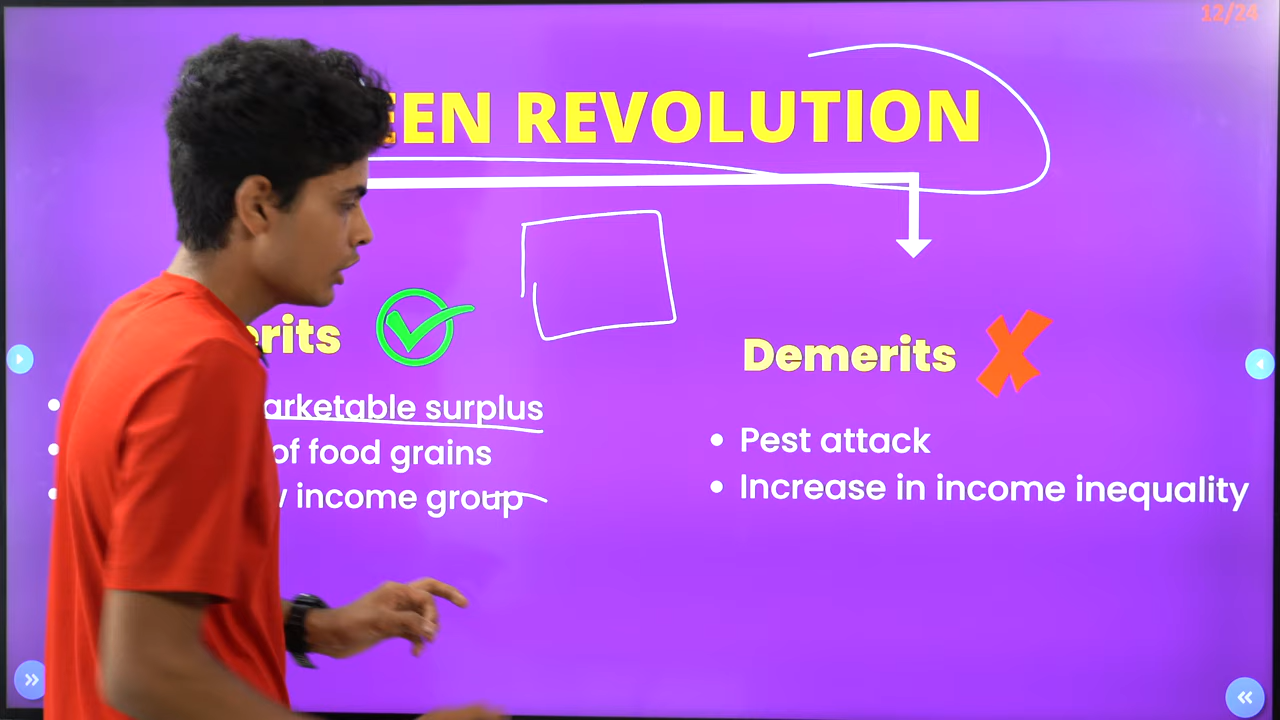 12/24
EEN REVOLUTION
erits
arketable surplus
of food grains
income group
Demerits
Pest attack
Increase in income inequality